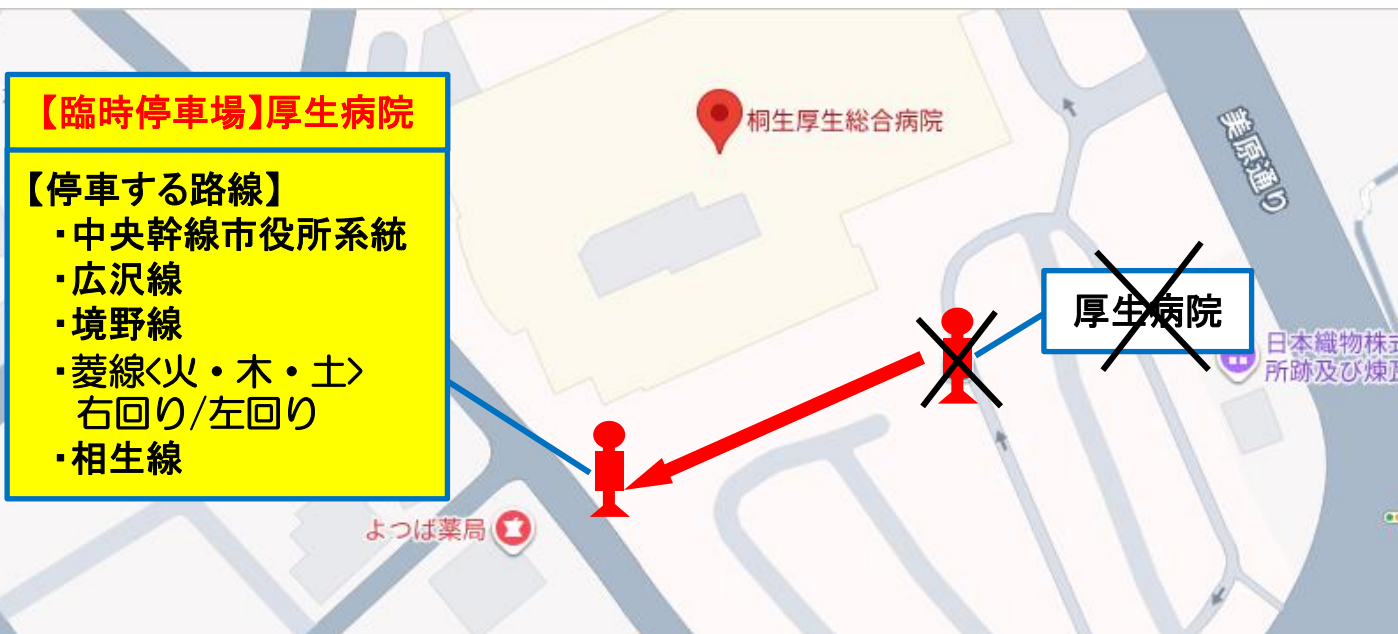 【臨時停車場】厚生病院
【停車する路線】
・中央幹線市役所系統
・広沢線
・境野線
・菱線<火・木・土>
右回り/左回り
・相生線
桐生厚生総合病院
美原通り
厚生病院
日本織物株式
所跡及び煉瓦
よつば薬局